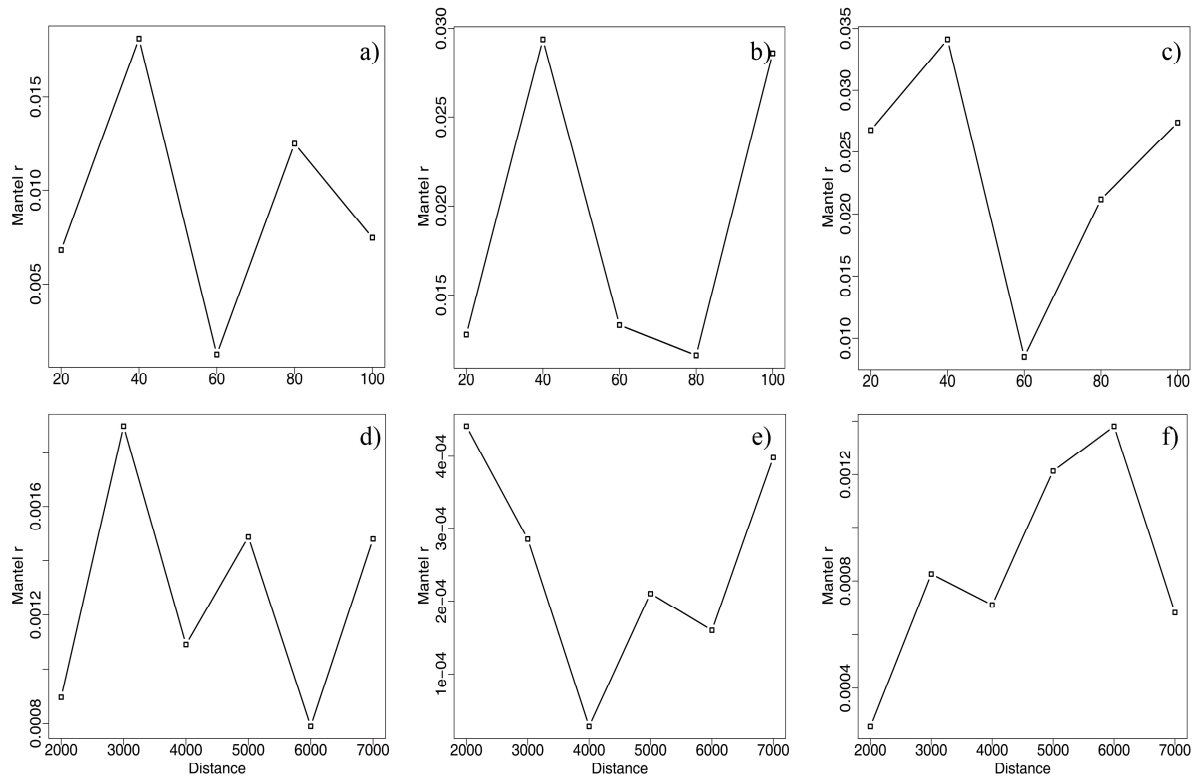 a)
Mantel r
0.005 0.010 0.015
20 40 60 80 100
b)
Mantel r
0.015 0.020 0.025 0.030
20 40 60 80 100
c)
Mantel r
0.010 0.015 0.020 0.025 0.030 0.035
20 40 60 80 100
d)
Mantel r
0.0008 0.0012 0.0016
2000 3000 4000 5000 6000 7000
Distance
e)
Mantel r
1e-04 2e-04 3e-04 4e-04
2000 3000 4000 5000 6000 7000
Distance
f)
Mantel r
0.0004 0.0008 0.0012
2000 3000 4000 5000 6000 7000
Distance